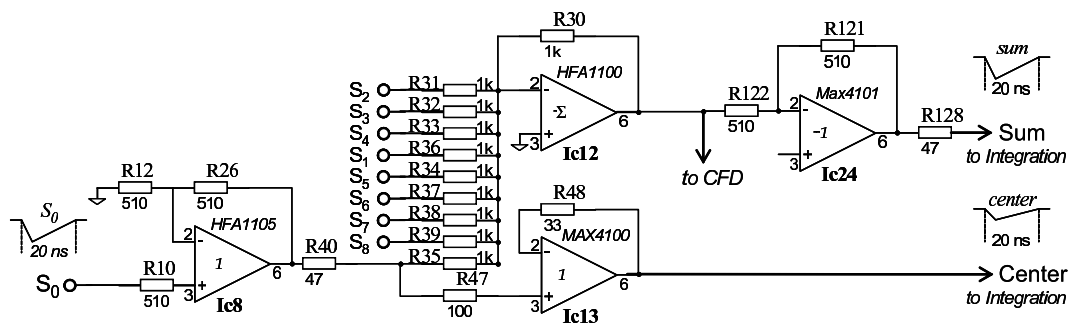 R30
1k
HFA1100
2
-
-Σ
+
3
6
Ic12
S2
R31
1k
S3
R32
1k
S4
R33
1k
S1
R36
1k
S5
R34
1k
S6
R37
1k
S7
R38
1k
S8
R39
1k
R35
1k
to CFD
R121
510
R122
510
Max4101
2
-
-1
3
+
6
Ic24
R128
47
sum
20 ns
Sum
to Integration
S0
20 ns
R12
510
R26
510
HFA1105
2
-
1
3
+
6
Ic8
S0
R10
510
R40
47
R47
100
R48
33
MAX4100
2
-
1
3
+
6
Ic13
center
20 ns
Center
to Integration